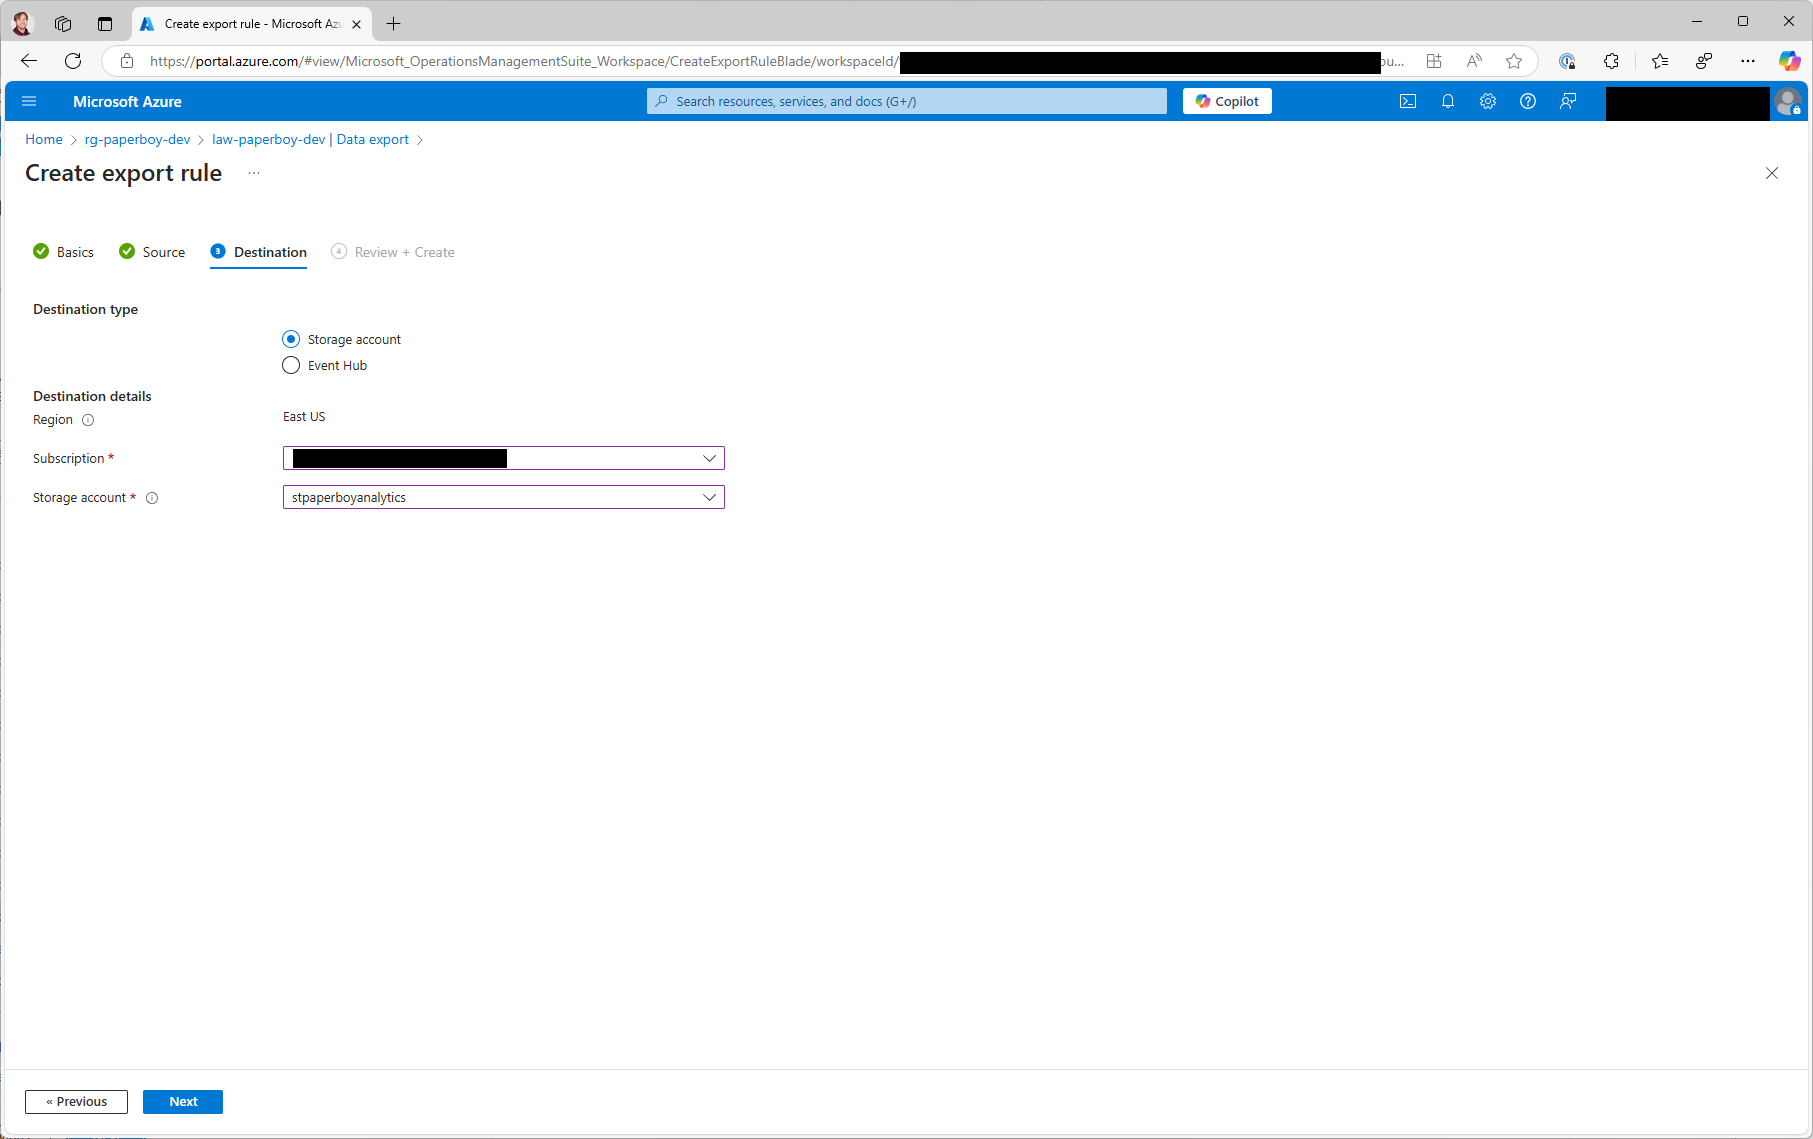 Create export rule - Microsoft Az
https://portal.azure.com/#view/Microsoft_OperationsManagementSuite_Workspace/CreateExportRuleBlade/workspaceId/ ou...
Microsoft Azure
Search resources, services, and docs (G+/)
Copilot
Home > rg-paperboy-dev > law-paperboy-dev | Data export >
Create export rule ...
Basics
Source
3 Destination
4 Review + Create
Destination type
Storage account
Event Hub
Destination details
Region East US
Subscription *
Storage account * stpaperboyanalytics
« Previous
Next